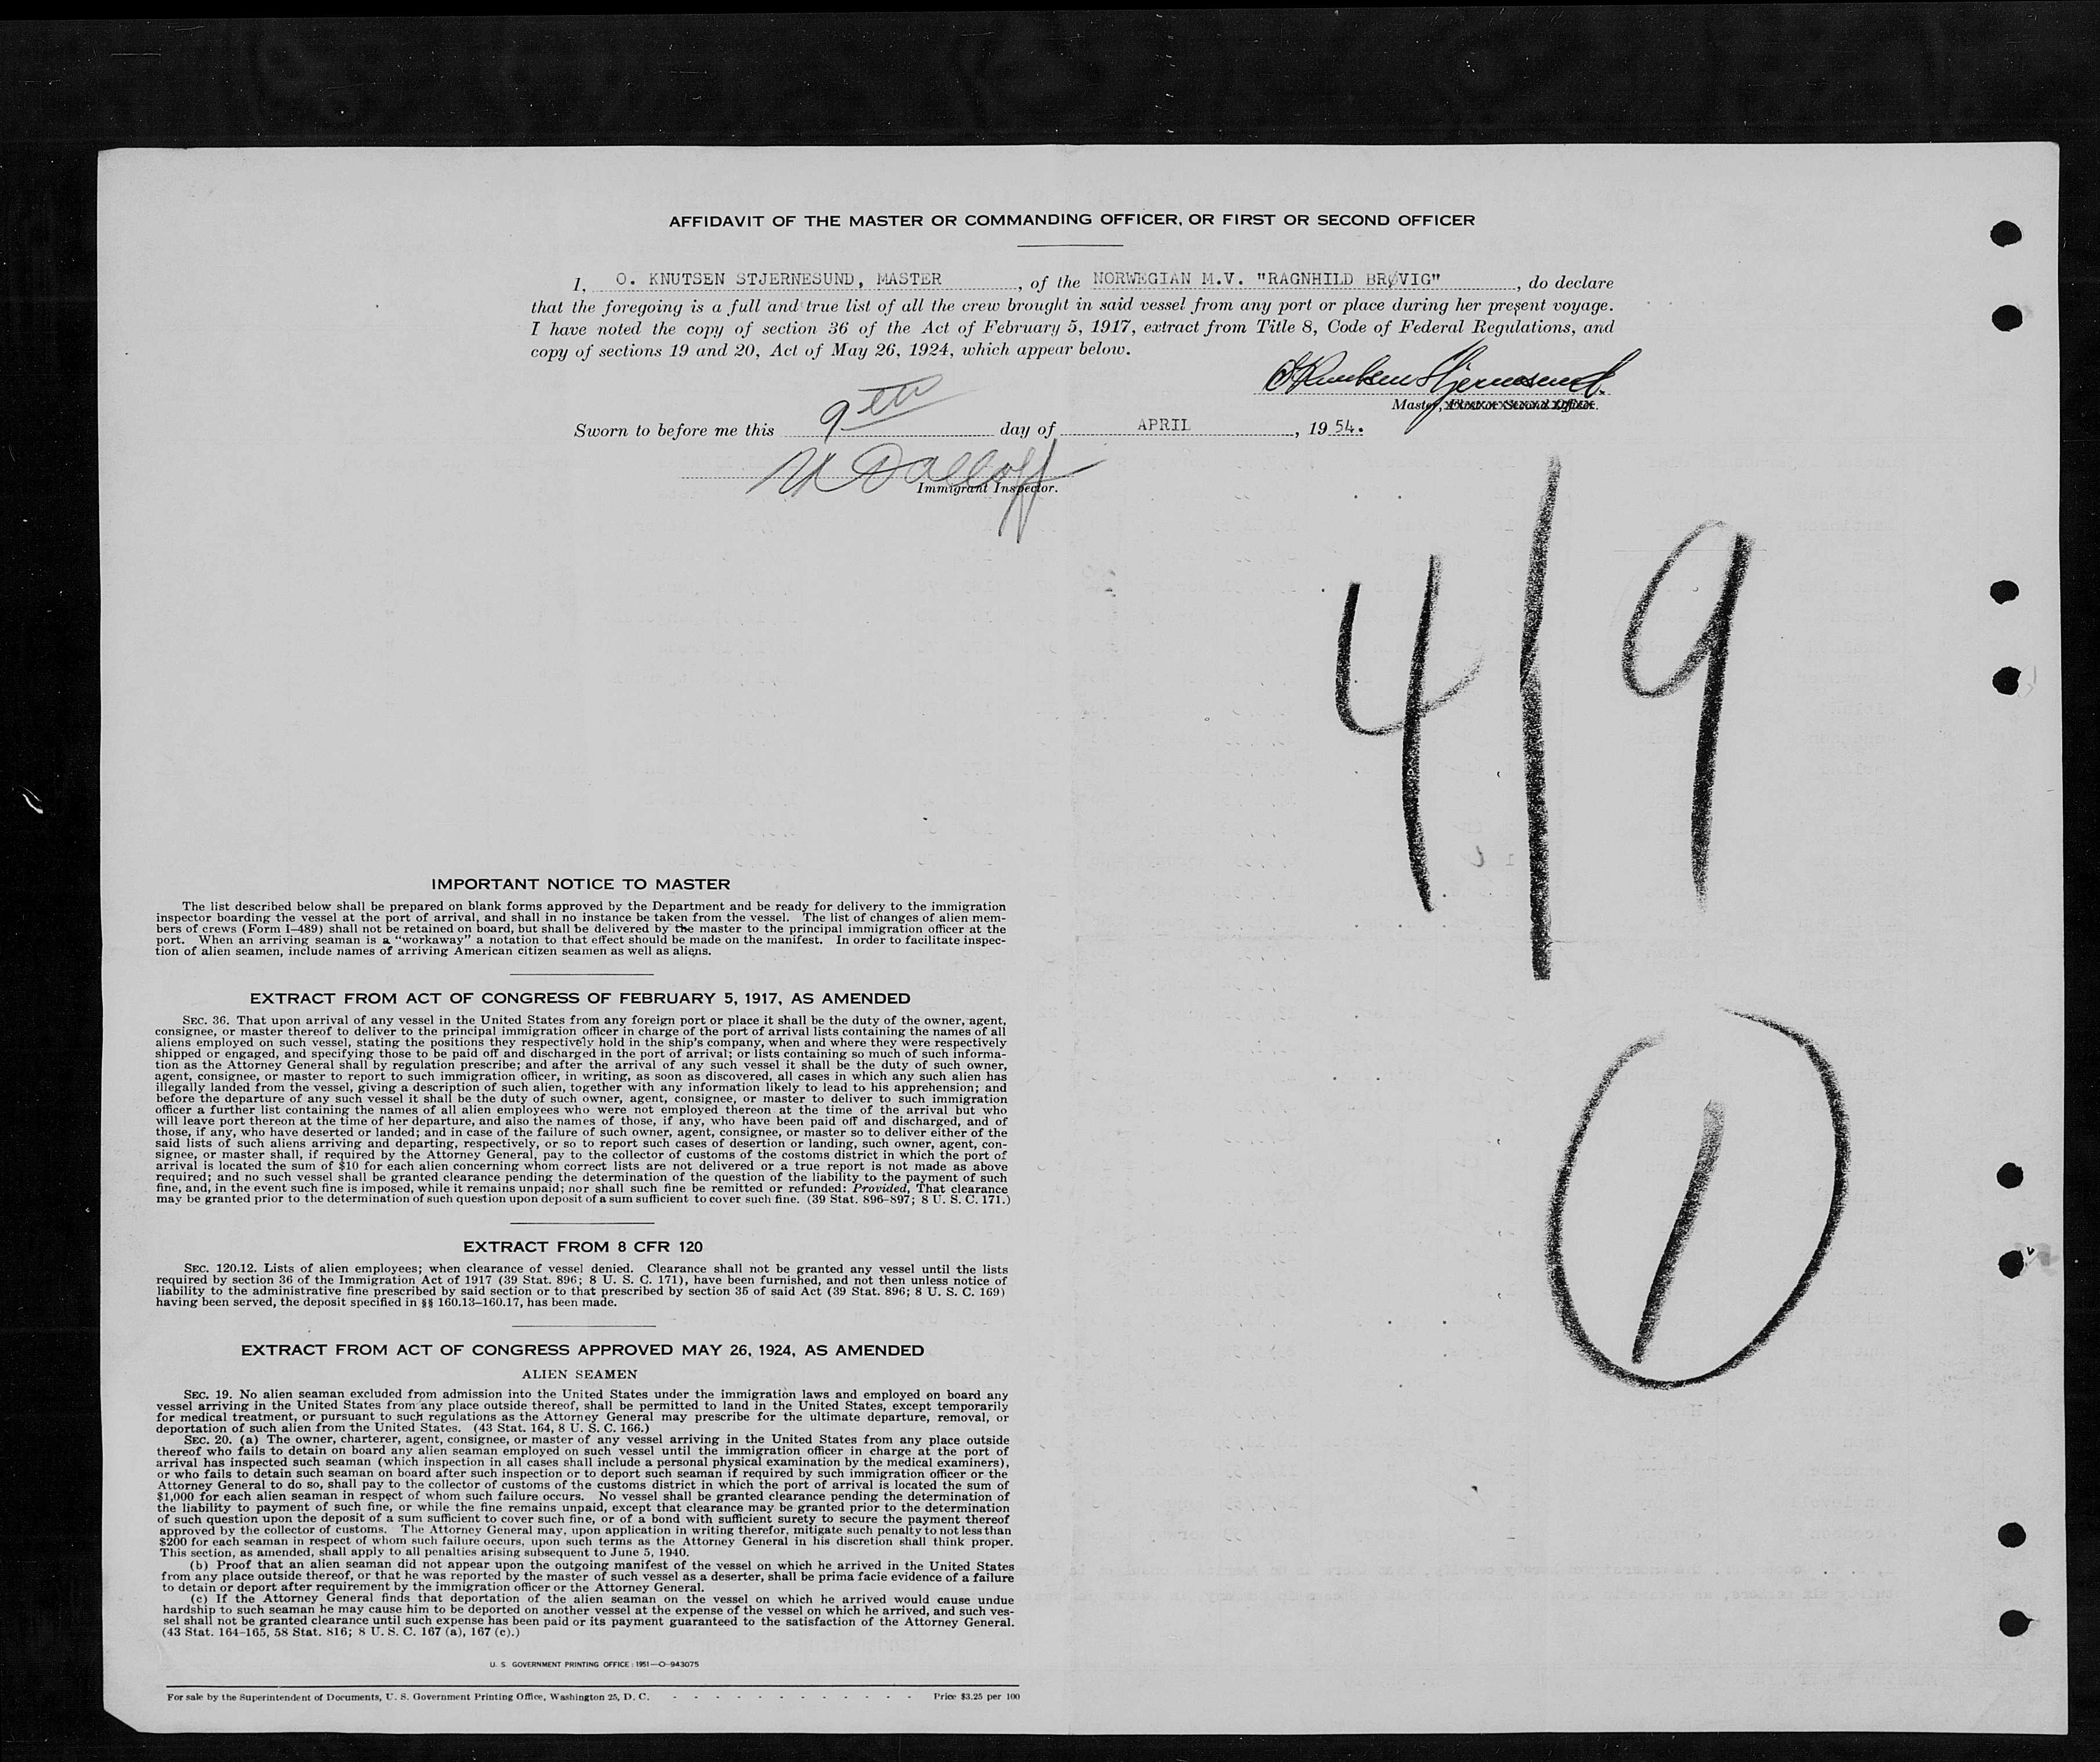 AFFIDAVIT OF THE MASTER OR COMMANDING OFFICER, OR FIRST OR SECOND OFFICER
I, O. KNUTSEN STJERNESUND, MASTER, of the NORWEGIAN M.V. "RAGNHILD BRØVIG", do declare
that the foregoing is a full and true list of all the crew brought in said vessel from any port or place during her present voyage.
I have noted the copy of section 36 of the Act of February 5, 1917, extract from Title 8, Code of Federal Regulations, and
copy of sections 19 and 20, Act of May 26, 1924, which appear below.
O Knutsen Stjernesund.
Master, First or Second Officer.
Sworn to before me this 9th day of APRIL, 19 54.
Immigrant Inspector.
419
1
IMPORTANT NOTICE TO MASTER
The list described below shall be prepared on blank forms approved by the Department and be ready for delivery to the immigration
inspector boarding the vessel at the port of arrival, and shall in no instance be taken from the vessel. The list of changes of alien mem-
bers of crews (Form I–489) shall not be retained on board, but shall be delivered by the master to the principal immigration officer at the
port. When an arriving seaman is a "workaway" a notation to that effect should be made on the manifest. In order to facilitate inspec-
tion of alien seamen, include names of arriving American citizen seamen as well as aliens.
EXTRACT FROM ACT OF CONGRESS OF FEBRUARY 5, 1917, AS AMENDED
SEC. 36. That upon arrival of any vessel in the United States from any foreign port or place it shall be the duty of the owner, agent,
consignee, or master thereof to deliver to the principal immigration officer in charge of the port of arrival lists containing the names of all
aliens employed on such vessel, stating the positions they respectively hold in the ship's company, when and where they were respectively
shipped or engaged, and specifying those to be paid off and discharged in the port of arrival; or lists containing so much of such informa-
tion as the Attorney General shall by regulation prescribe; and after the arrival of any such vessel it shall be the duty of such owner,
agent, consignee, or master to report to such immigration officer, in writing, as soon as discovered, all cases in which any such alien has
illegally landed from the vessel, giving a description of such alien, together with any information likely to lead to his apprehension; and
before the departure of any such vessel it shall be the duty of such owner, agent, consignee, or master to deliver to such immigration
officer a further list containing the names of all alien employees who were not employed thereon at the time of the arrival but who
will leave port thereon at the time of her departure, and also the names of those, if any, who have been paid off and discharged, and of
those, if any, who have deserted or landed; and in case of the failure of such owner, agent, consignee, or master so to deliver either of the
said lists of such aliens arriving and departing, respectively, or so to report such cases of desertion or landing, such owner, agent, con-
signee, or master shall, if required by the Attorney General, pay to the collector of customs of the costoms district in which the port of
arrival is located the sum of $10 for each alien concerning whom correct lists are not delivered or a true report is not made as above
required; and no such vessel shall be granted clearance pending the determination of the question of the liability to the payment of such
fine, and, in the event such fine is imposed, while it remains unpaid; nor shall such fine be remitted or refunded: Provided, That clearance
may be granted prior to the determination of such question upon deposit of a sum sufficient to cover such fine. (39 Stat. 896–897; 8 U. S. C. 171.)
EXTRACT FROM 8 CFR 120
SEC. 120.12. Lists of alien employees; when clearance of vessel denied. Clearance shall not be granted any vessel until the lists
required by section 36 of the Immigration Act of 1917 (39 Stat. 896; 8 U. S. C. 171), have been furnished, and not then unless notice of
liability to the administrative fine prescribed by said section or to that prescribed by section 35 of said Act (39 Stat. 896; 8 U. S. C. 169)
having been served, the deposit specified in §§ 160.13–160.17, has been made.
EXTRACT FROM ACT OF CONGRESS APPROVED MAY 26, 1924, AS AMENDED
ALIEN SEAMEN
SEC. 19. No alien seaman excluded from admission into the United States under the immigration laws and employed on board any
vessel arriving in the United States from any place outside thereof, shall be permitted to land in the United States, except temporarily
for medical treatment, or pursuant to such regulations as the Attorney General may prescribe for the ultimate departure, removal, or
deportation of such alien from the United States. (43 Stat. 164, 8 U. S. C. 166.)
SEC. 20. (a) The owner, charterer, agent, consignee, or master of any vessel arriving in the United States from any place outside
thereof who fails to detain on board any alien seaman employed on such vessel until the immigration officer in charge at the port of
arrival has inspected such seaman (which inspection in all cases shall include a personal physical examination by the medical examiners),
or who fails to detain such seaman on board after such inspection or to deport such seaman if required by such immigration officer or the
Attorney General to do so, shall pay to the collector of customs of the customs district in which the port of arrival is located the sum of
$1,000 for each alien seaman in respect of whom such failure occurs. No vessel shall be granted clearance pending the determination of
the liability to payment of such fine, or while the fine remains unpaid, except that clearance may be granted prior to the determination
of such question upon the deposit of a sum sufficient to cover such fine, or of a bond with sufficient surety to secure the payment thereof
approved by the collector of customs. The Attorney General may, upon application in writing therefor, mitigate such penalty to not less than
$200 for each seaman in respect of whom such failure occurs, upon such terms as the Attorney General in his discretion shall think proper.
This section, as amended, shall apply to all penalties arising subsequent to June 5, 1940.
(b) Proof that an alien seaman did not appear upon the outgoing manifest of the vessel on which he arrived in the United States
from any place outside thereof, or that he was reported by the master of such vessel as a deserter, shall be prima facie evidence of a failure
to detain or deport after requirement by the immigration officer or the Attorney General.
(c) If the Attorney General finds that deportation of the alien seaman on the vessel on which he arrived would cause undue
hardship to such seaman he may cause him to be deported on another vessel at the expense of the vessel on which he arrived, and such ves-
sel shall not be granted clearance until such expense has been paid or its payment guaranteed to the satisfaction of the Attorney General.
(43 Stat. 164–165, 58 Stat. 816; 8 U. S. C. 167 (a), 167 (c).)
U. S. GOVERNMENT PRINTING OFFICE : 1951—O–943075
For sale by the Superintendent of Documents, U. S. Government Printing Office, Washington 25, D. C. - - - - - - - - - - - - Price $3.25 per 100